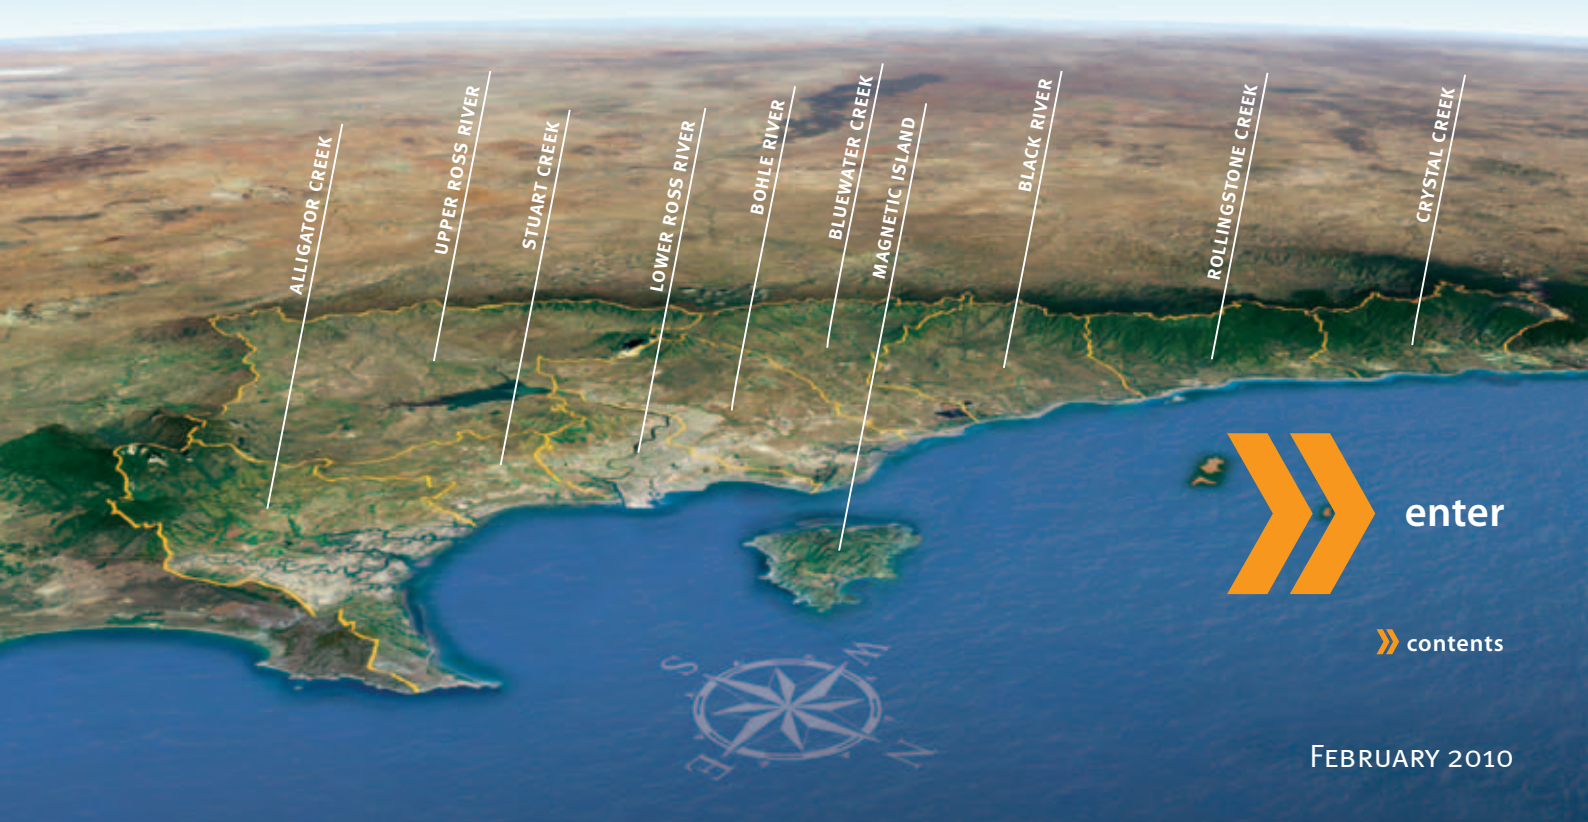 ALLIGATOR CREEK
UPPER ROSS RIVER
STUART CREEK
LOWER ROSS RIVER
BOHLE RIVER
BLUEWATER CREEK
MAGNETIC ISLAND
BLACK RIVER
ROLLINGSTONE CREEK
CRYSTAL CREEK
enter
contents
S
W
E
N
FEBRUARY 2010